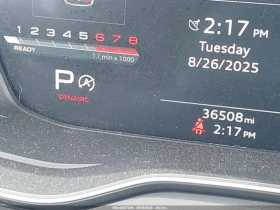 2:17 PM
1 2 3 4 5 6 7 8
READY
1/min x 1000
Tuesday
8/26/2025
P A
DYNAMIC
36508mi
2:17 PM